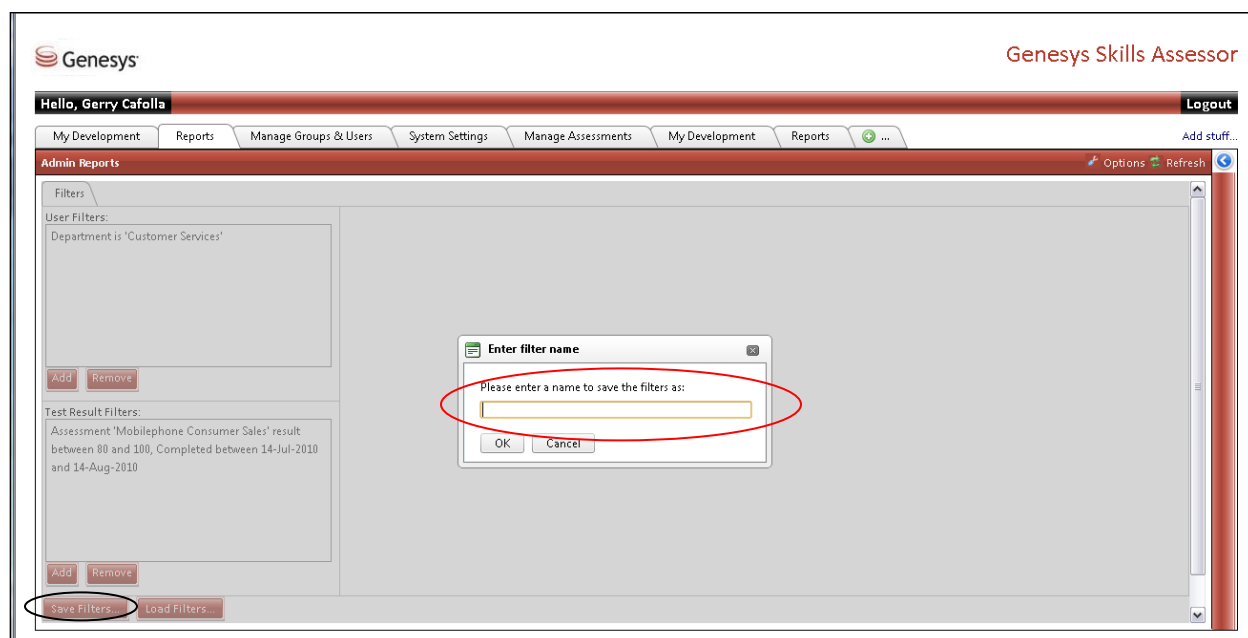 Genesys
Genesys Skills Assessor
Hello, Gerry Cafolla
Logout
My Development
Reports
Manage Groups & Users
System Settings
Manage Assessments
My Development
Reports
...
Add stuff...
Admin Reports
Options
Refresh
Filters
User Filters:
Department is 'Customer Services'
Add
Remove
Test Result Filters:
Assessment 'Mobilephone Consumer Sales' result
between 80 and 100, Completed between 14-Jul-2010
and 14-Aug-2010
Add
Remove
Save Filters...
Load Filters...
Enter filter name
Please enter a name to save the filters as:
OK
Cancel